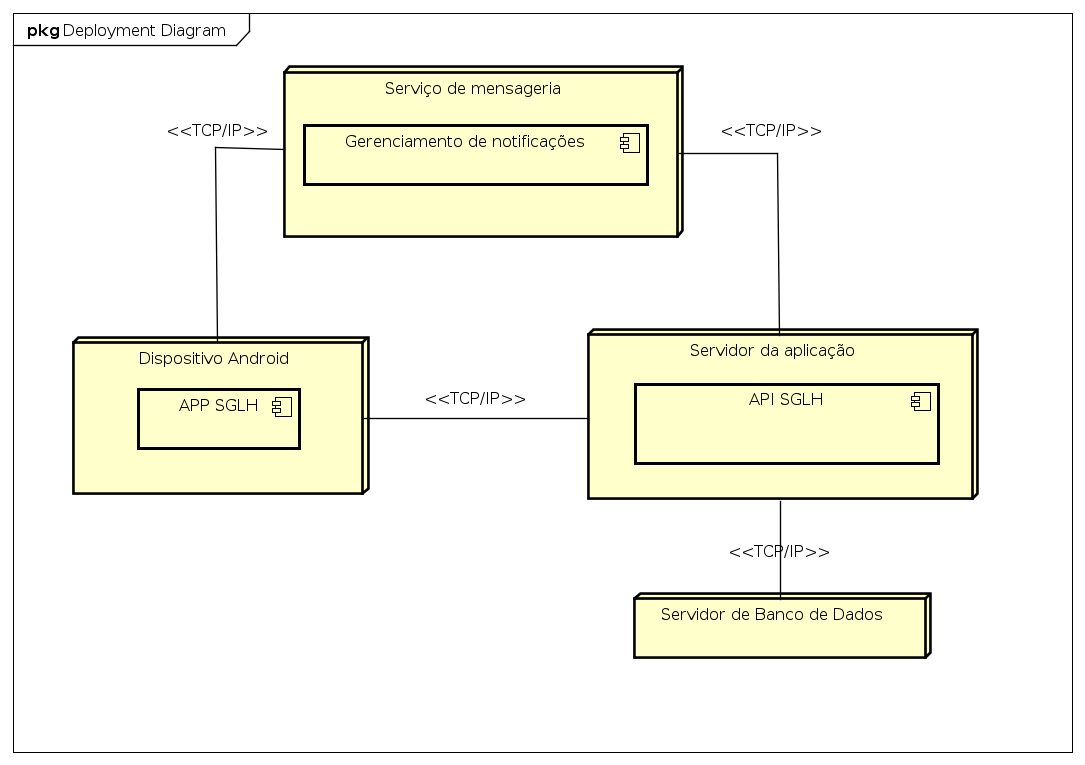 pkg Deployment Diagram
Serviço de mensageria
<<TCP/IP>>
<<TCP/IP>>
Gerenciamento de notificações
Dispositivo Android
Servidor da aplicação
APP SGLH
<<TCP/IP>>
API SGLH
<<TCP/IP>>
Servidor de Banco de Dados